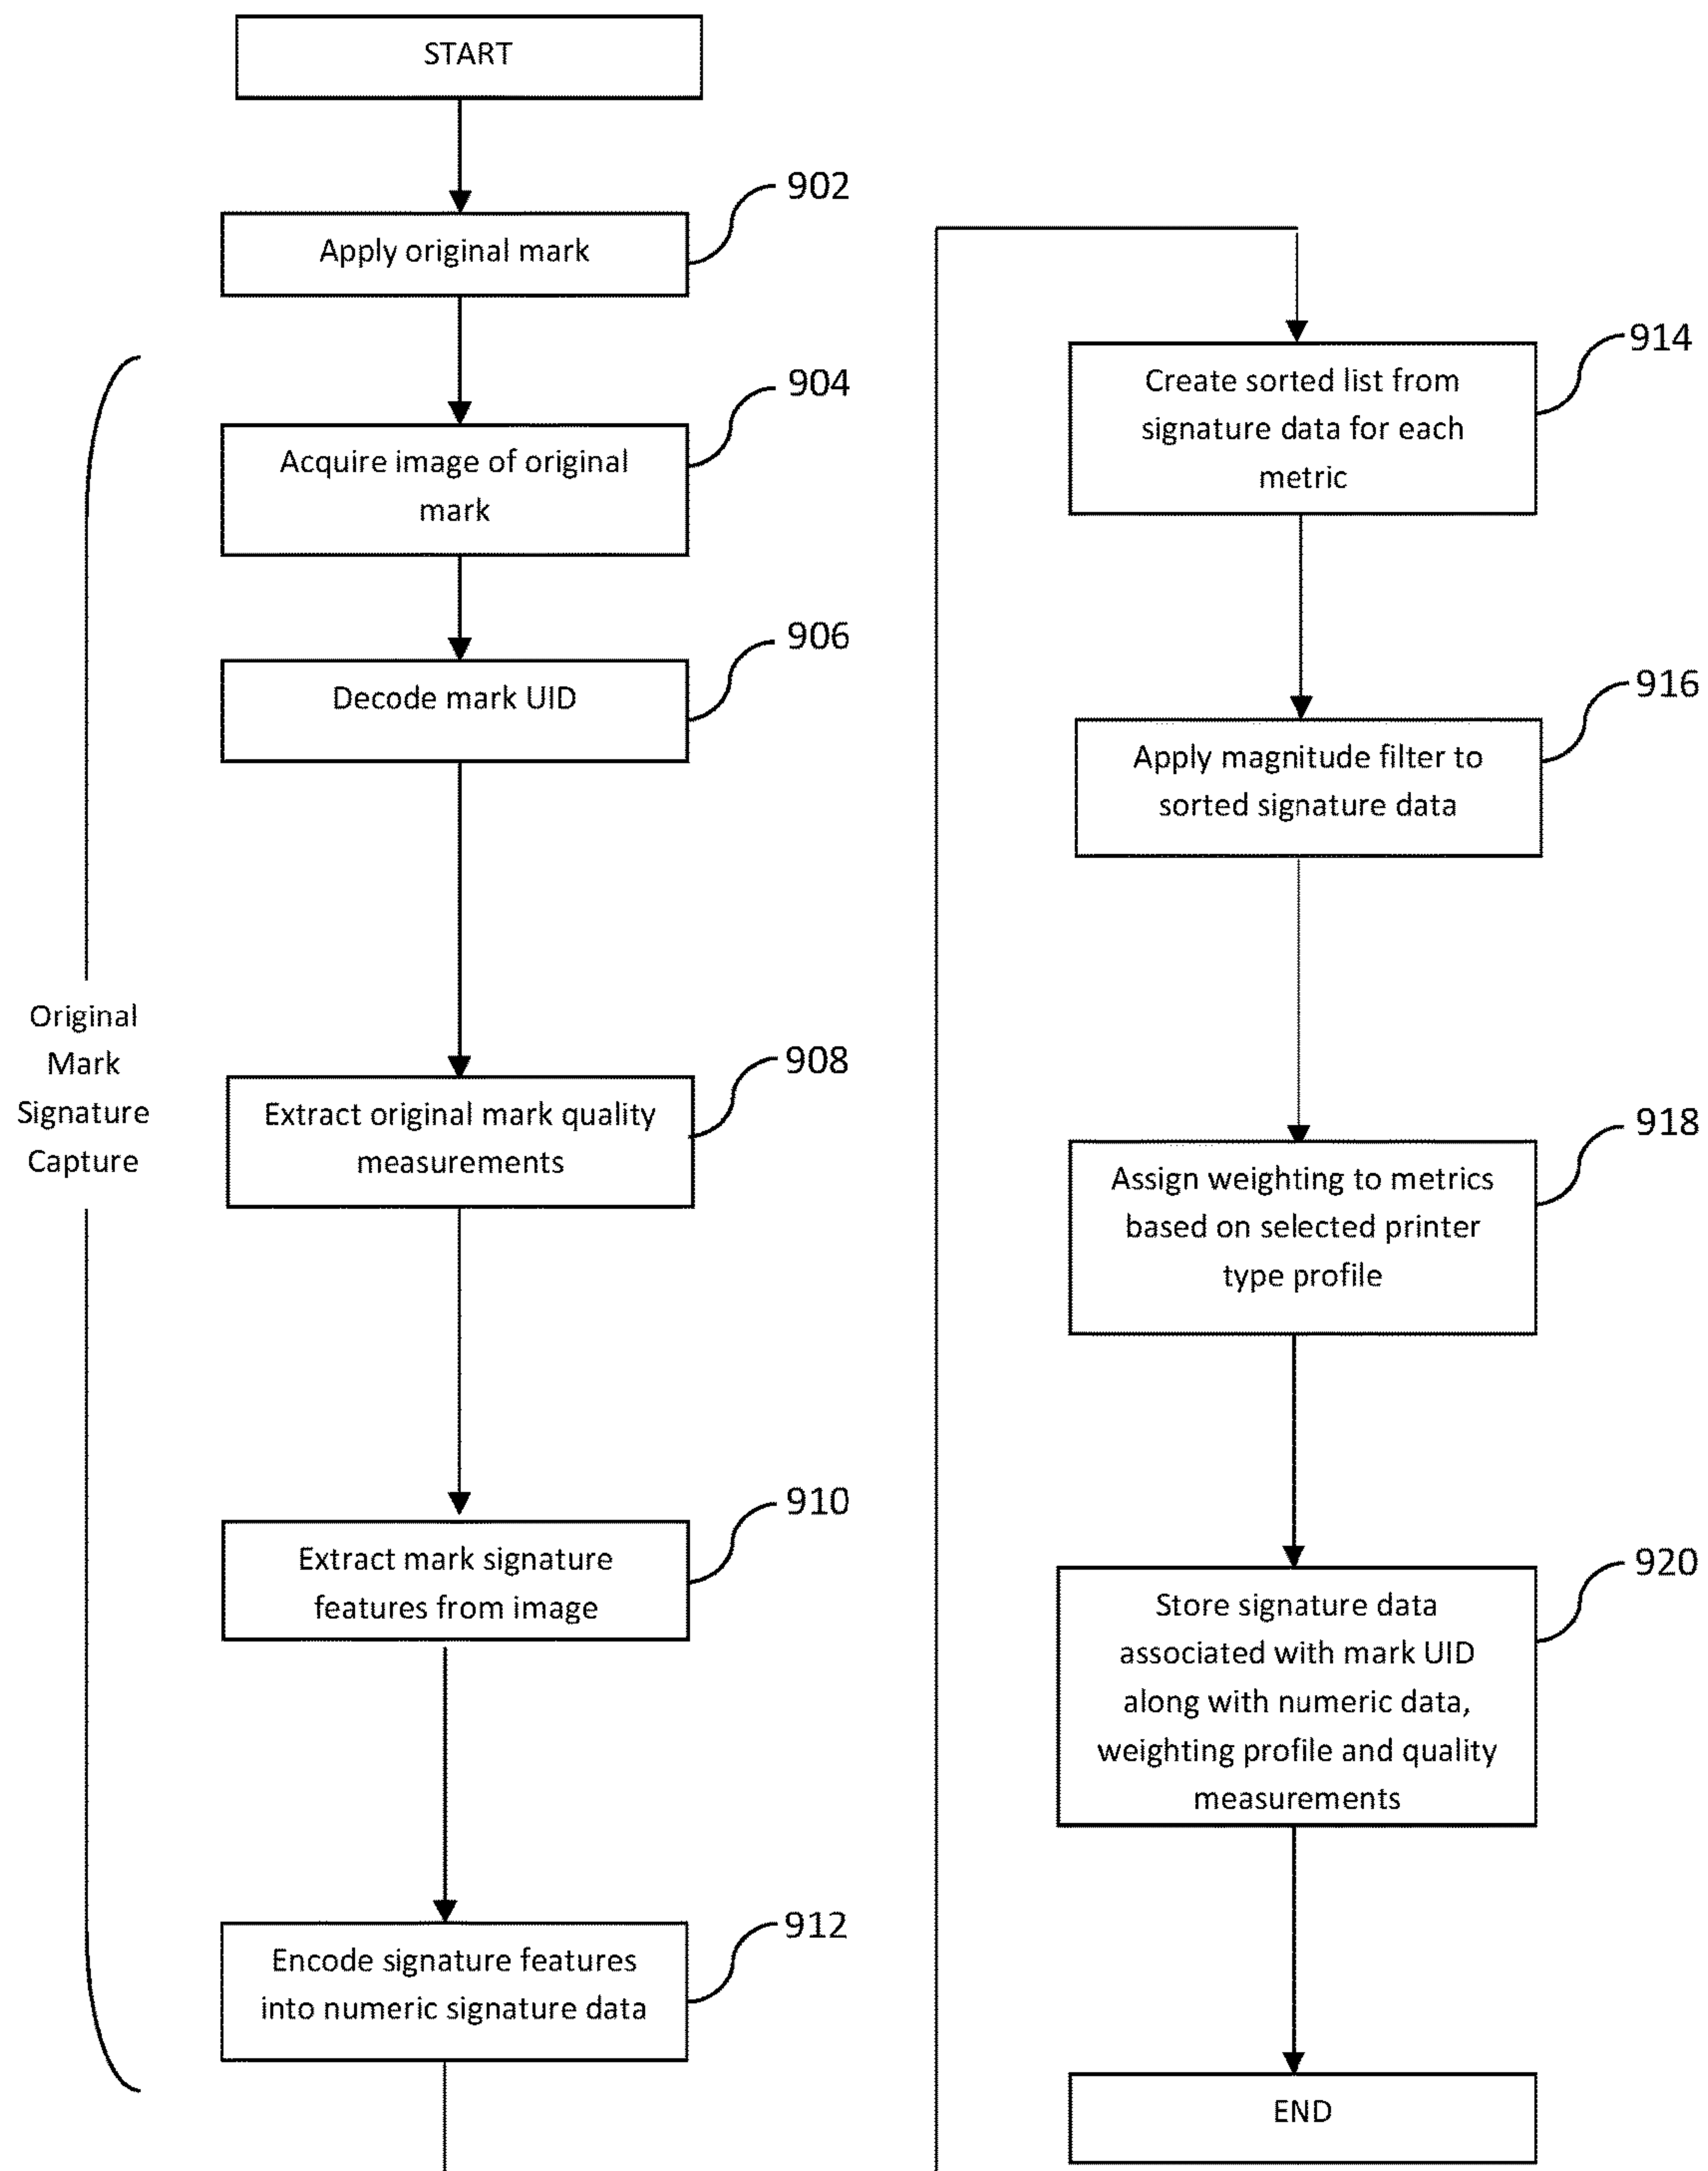 START
902
Apply original mark
904
Acquire image of original
mark
906
Decode mark UID
Original
Mark
Signature
Capture
908
Extract original mark quality
measurements
910
Extract mark signature
features from image
912
Encode signature features
into numeric signature data
914
Create sorted list from
signature data for each
metric
916
Apply magnitude filter to
sorted signature data
918
Assign weighting to metrics
based on selected printer
type profile
920
Store signature data
associated with mark UID
along with numeric data,
weighting profile and quality
measurements
END